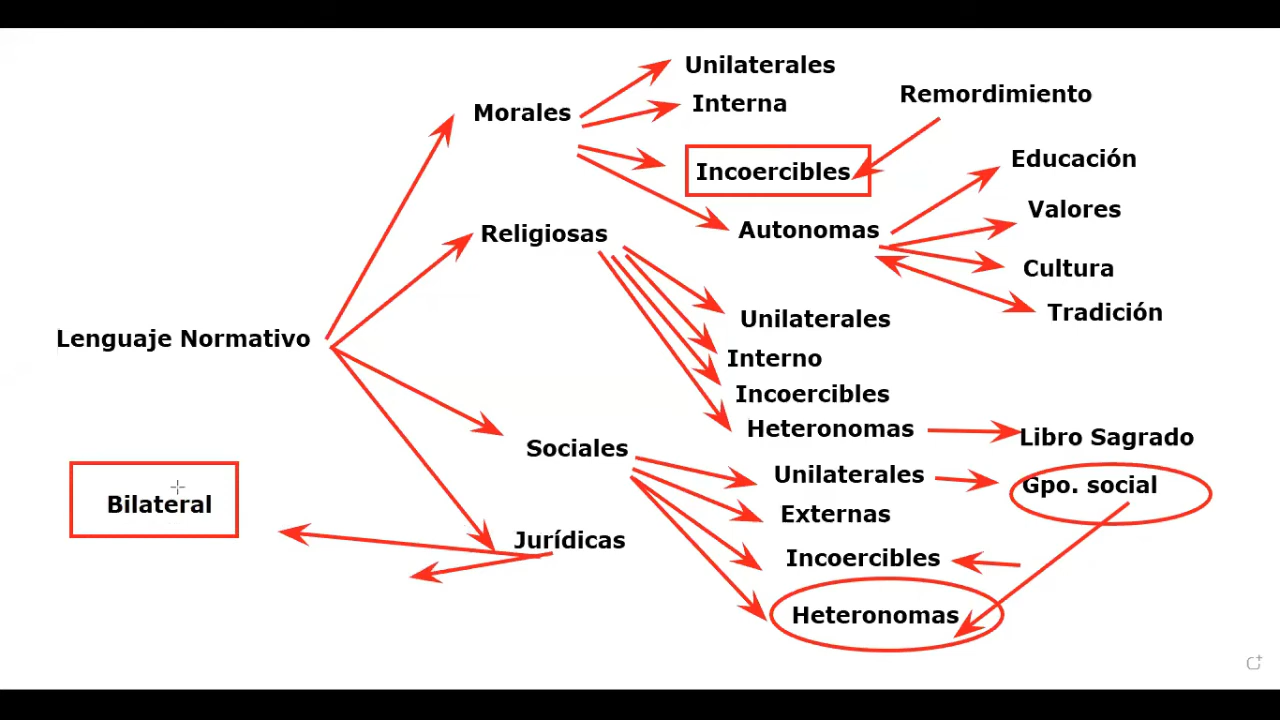 Unilaterales
Interna
Remordimiento
Morales
Incoercibles
Educación
Valores
Autonomas
Religiosas
Cultura
Tradición
Unilaterales
Lenguaje Normativo
Interno
Incoercibles
Heteronomas
Libro Sagrado
Sociales
Unilaterales
Gpo. social
Bilateral
Externas
Jurídicas
Incoercibles
Heteronomas